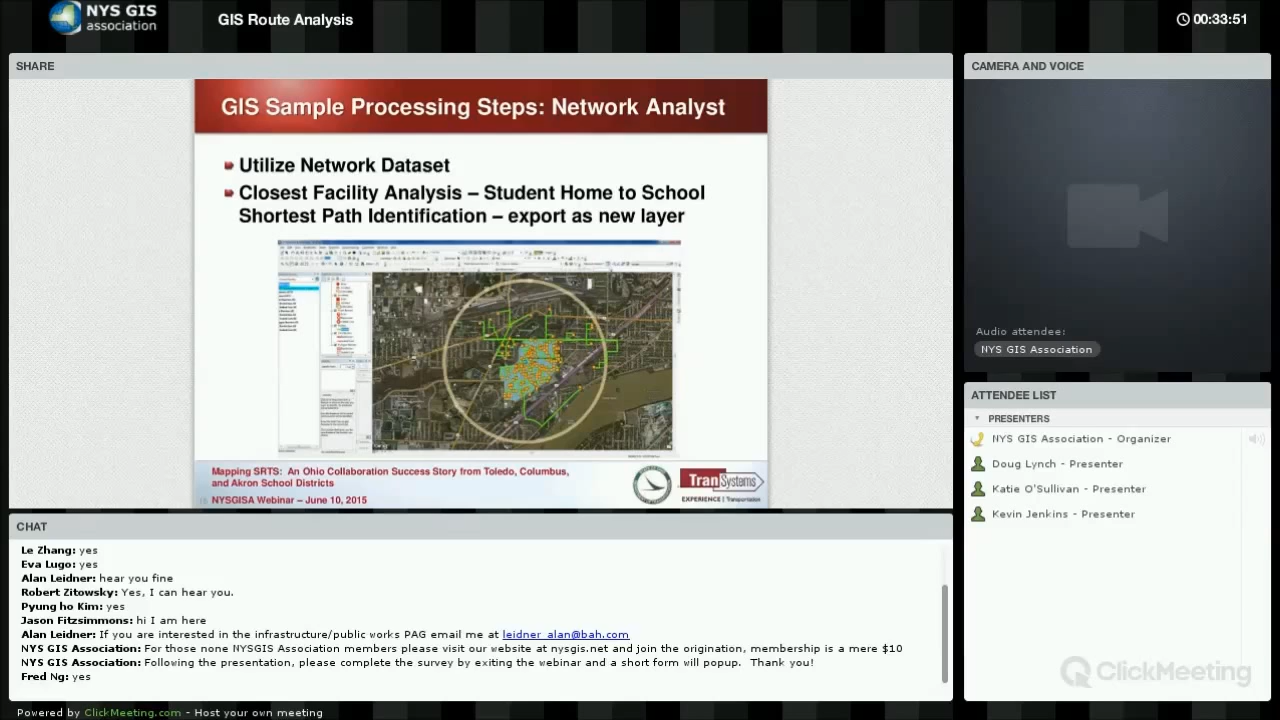 NYS GIS
association
GIS Route Analysis
00:33:51
SHARE
GIS Sample Processing Steps: Network Analyst
Utilize Network Dataset
Closest Facility Analysis – Student Home to School
Shortest Path Identification – export as new layer
Mapping SRTS: An Ohio Collaboration Success Story from Toledo, Columbus,
and Akron School Districts
NYSGISA Webinar – June 10, 2015
TranSystems
EXPERIENCE | Transportation
CAMERA AND VOICE
Audio attendee:
NYS GIS Association
ATTENDEE LIST
PRESENTERS
NYS GIS Association - Organizer
Doug Lynch - Presenter
Katie O'Sullivan - Presenter
Kevin Jenkins - Presenter
CHAT
Le Zhang: yes
Eva Lugo: yes
Alan Leidner: hear you fine
Robert Zitowsky: Yes, I can hear you.
Pyung ho Kim: yes
Jason Fitzsimmons: hi I am here
Alan Leidner: If you are interested in the infrastructure/public works PAG email me at leidner_alan@bah.com
NYS GIS Association: For those none NYSGIS Association members please visit our website at nysgis.net and join the origination, membership is a mere $10
NYS GIS Association: Following the presentation, please complete the survey by exiting the webinar and a short form will popup. Thank you!
Fred Ng: yes
ClickMeeting
Powered by ClickMeeting.com - Host your own meeting